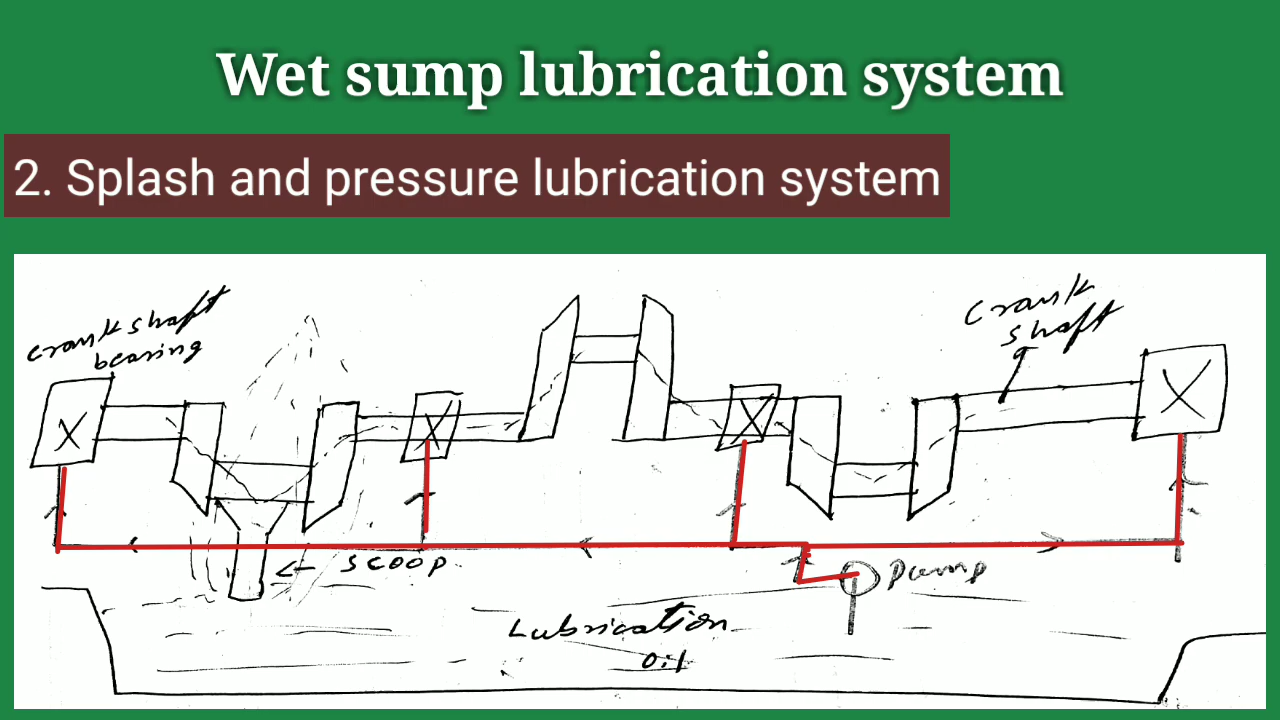 Wet sump lubrication system
2. Splash and pressure lubrication system
crankshaft
bearing
crank
shaft
scoop
pump
Lubrication
oil